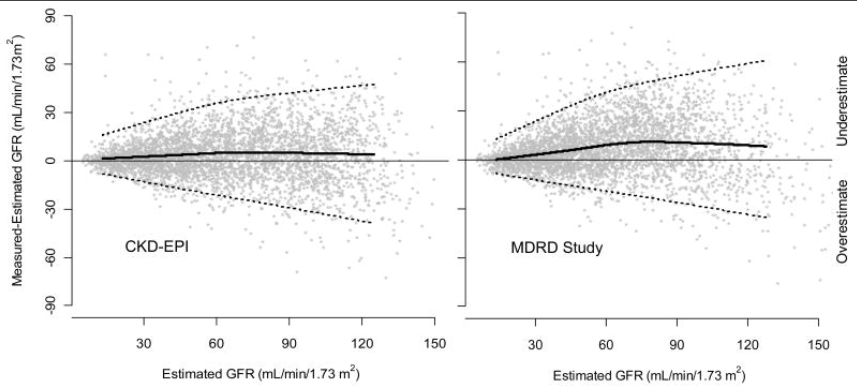 90
60
30
0
-30
-60
-90
Measured-Estimated GFR (mL/min/1.73m²)
CKD-EPI
30 60 90 120 150
Estimated GFR (mL/min/1.73 m²)
MDRD Study
30 60 90 120 150
Estimated GFR (mL/min/1.73 m²)
Underestimate
Overestimate